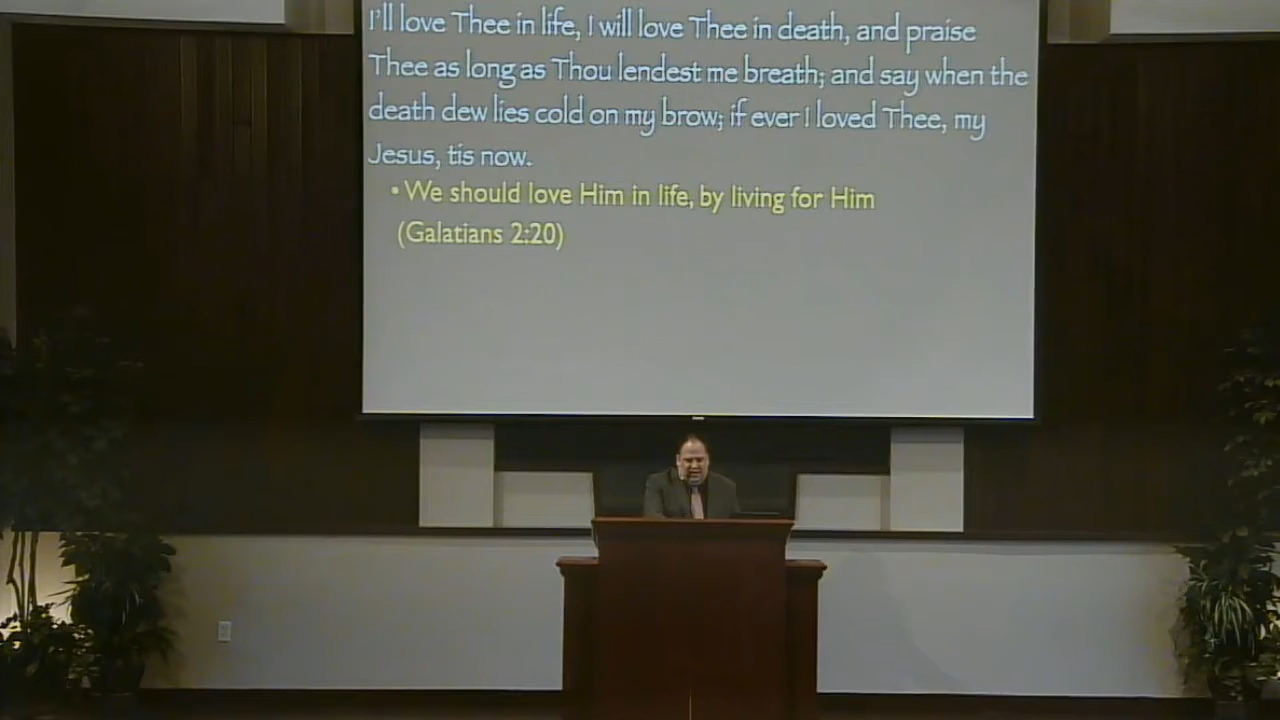 I'll love Thee in life, I will love Thee in death, and praise
Thee as long as Thou lendest me breath; and say when the
death dew lies cold on my brow; if ever I loved Thee, my
Jesus, tis now.
• We should love Him in life, by living for Him
(Galatians 2:20)